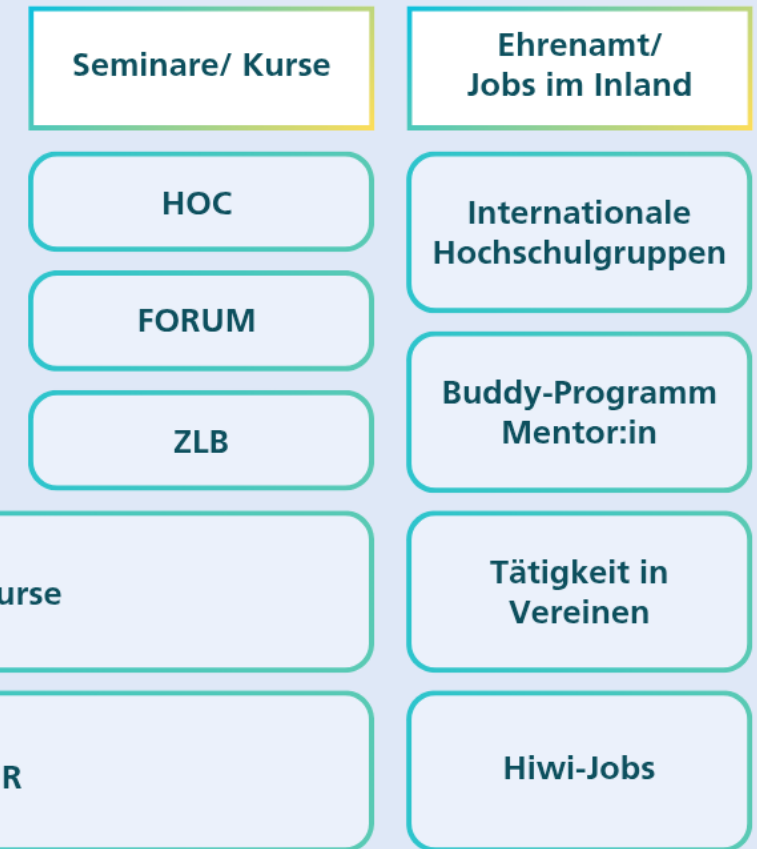 Seminare/ Kurse
HOC
FORUM
ZLB
urse
R
Ehrenamt/
Jobs im Inland
Internationale
Hochschulgruppen
Buddy-Programm
Mentor:in
Tätigkeit in
Vereinen
Hiwi-Jobs